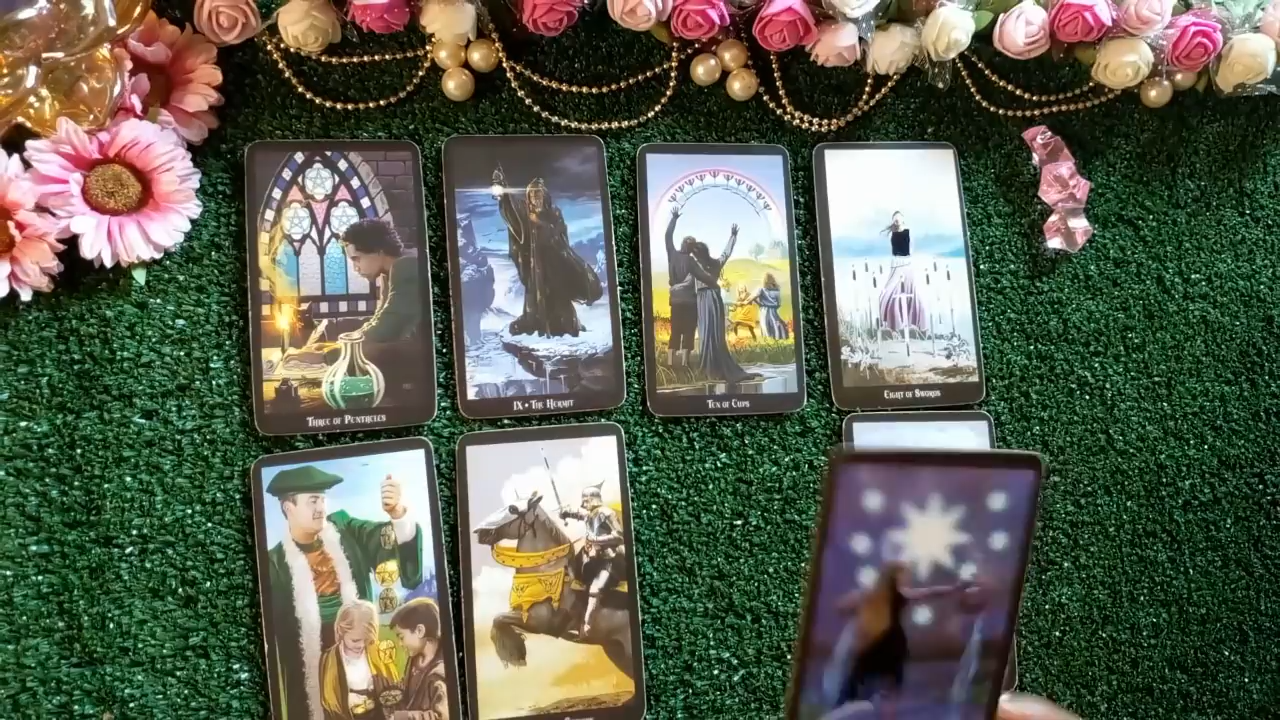 THREE OF PENTACLES
IX • THE HERMIT
TEN OF CUPS
EIGHT OF SWORDS